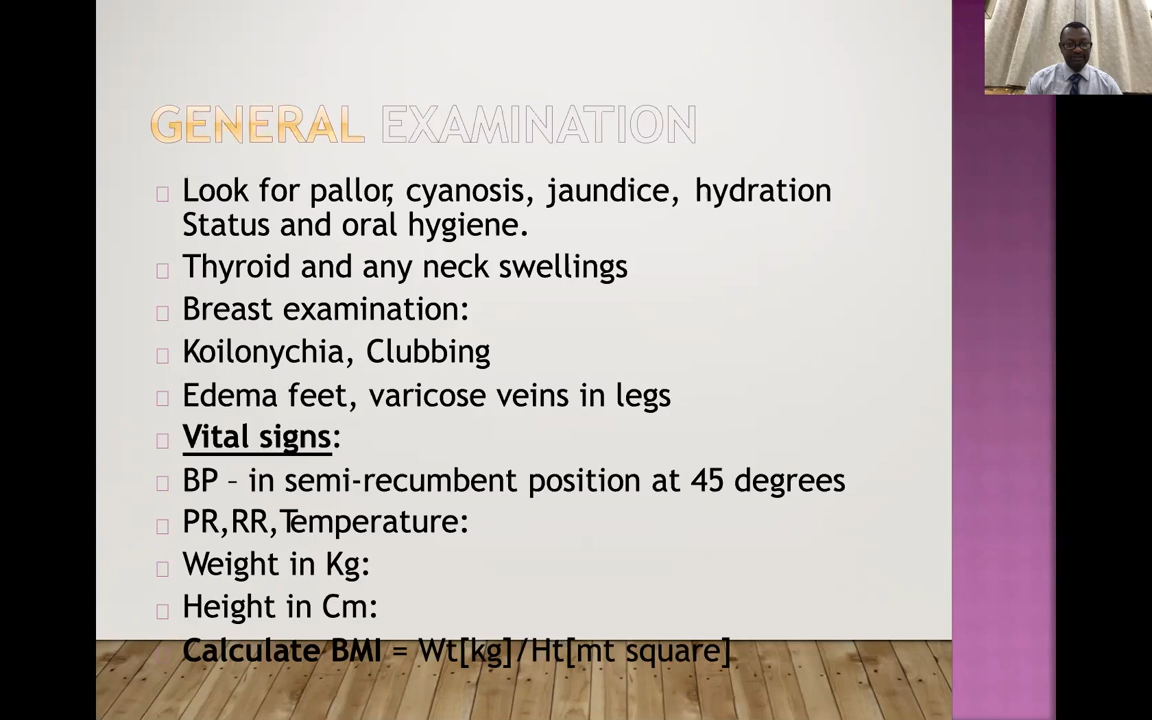 GENERAL EXAMINATION
Look for pallor, cyanosis, jaundice, hydration
Status and oral hygiene.
Thyroid and any neck swellings
Breast examination:
Koilonychia, Clubbing
Edema feet, varicose veins in legs
Vital signs:
BP – in semi-recumbent position at 45 degrees
PR,RR,Temperature:
Weight in Kg:
Height in Cm:
Calculate BMI = Wt[kg]/Ht[mt square]